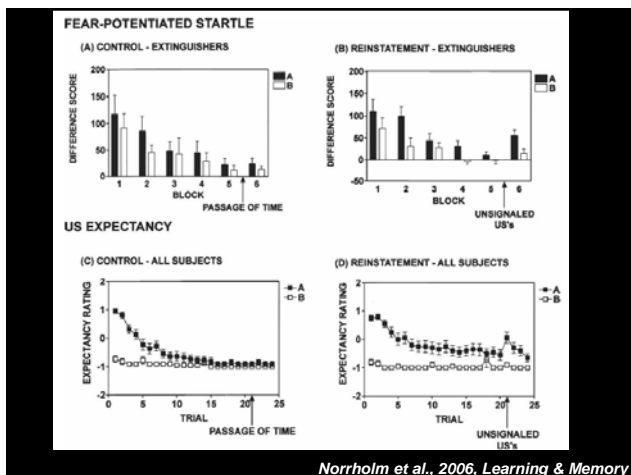 FEAR-POTENTIATED STARTLE
(A) CONTROL - EXTINGUISHERS
DIFFERENCE SCORE
200
150
100
50
0
A
B
1 2 3 4 5 6
BLOCK
PASSAGE OF TIME
(B) REINSTATEMENT - EXTINGUISHERS
DIFFERENCE SCORE
200
150
100
50
0
-50
A
B
1 2 3 4 5 6
BLOCK
UNSIGNALED
US's
US EXPECTANCY
(C) CONTROL - ALL SUBJECTS
EXPECTANCY RATING
2
1
0
-1
-2
A
B
0 5 10 15 20 25
TRIAL
PASSAGE OF TIME
(D) REINSTATEMENT - ALL SUBJECTS
EXPECTANCY RATING
2
1
0
-1
-2
A
B
0 5 10 15 20 25
TRIAL
UNSIGNALED
US's
Norrholm et al., 2006, Learning & Memory